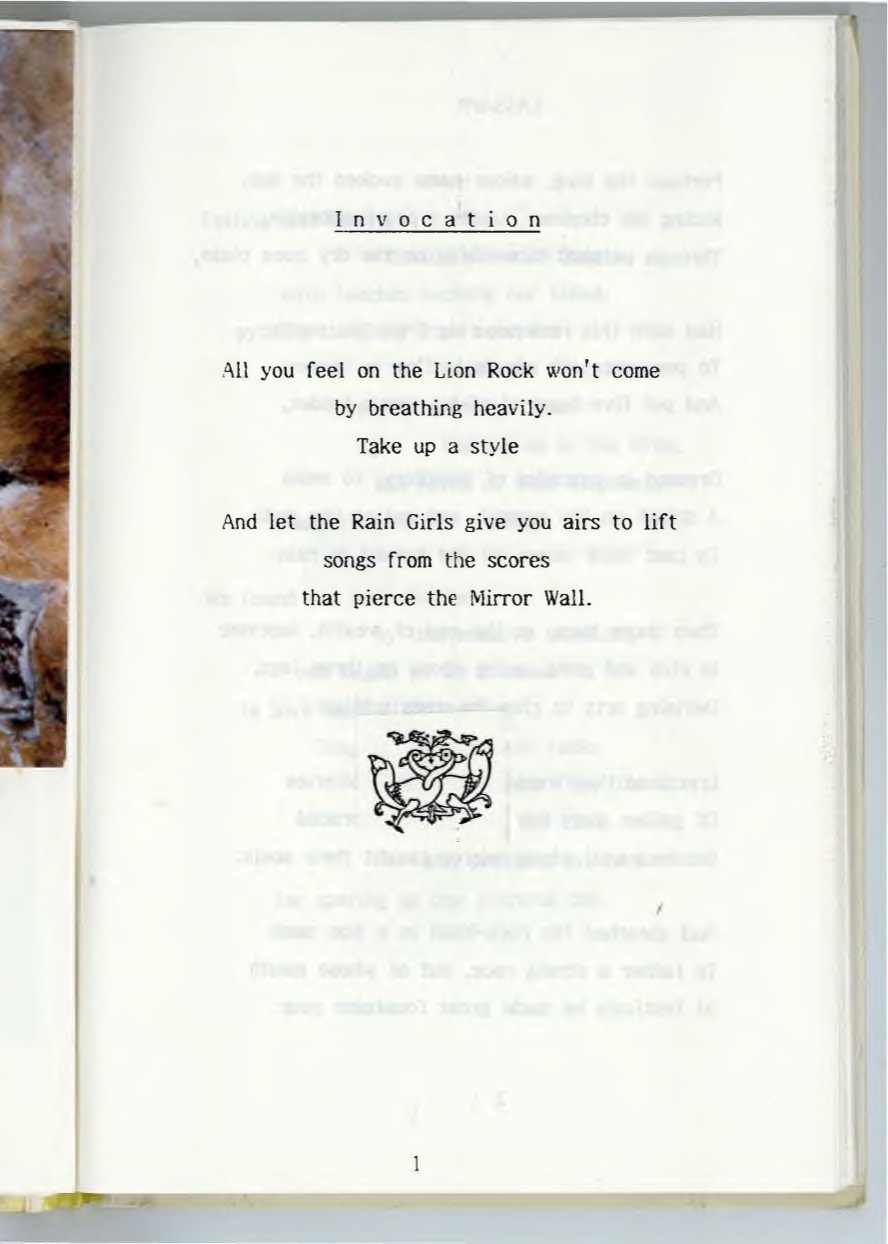 Invocation
All you feel on the Lion Rock won't come
by breathing heavily.
Take up a style
And let the Rain Girls give you airs to lift
songs from the scores
that pierce the Mirror Wall.
1